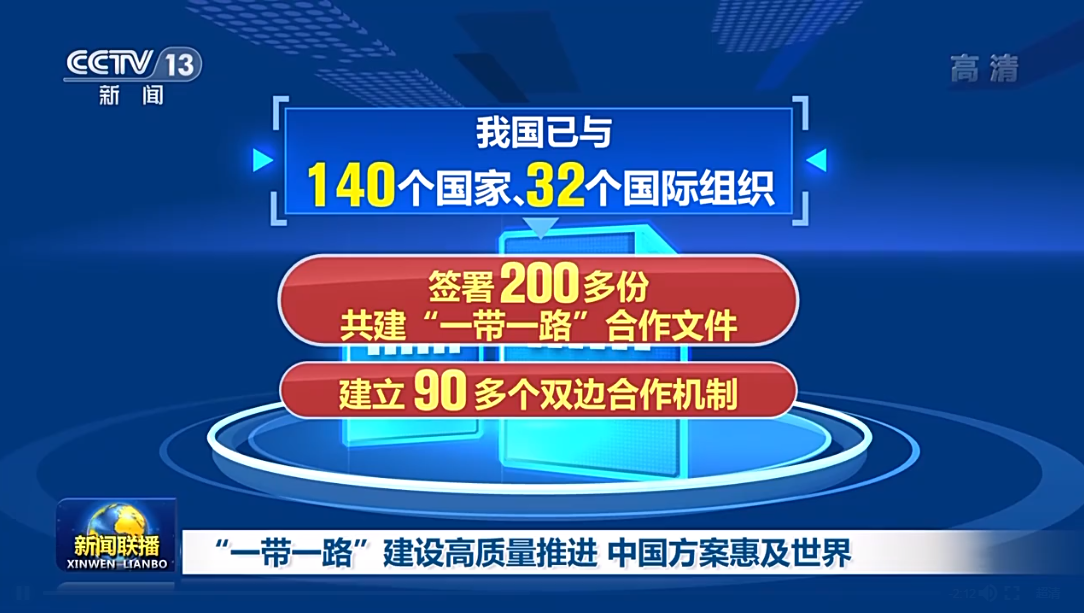 CCTV 13
新闻
高清
我国已与
140个国家、32个国际组织
签署200多份
共建“一带一路”合作文件
建立90多个双边合作机制
新闻联播
XINWEN LIANBO
“一带一路”建设高质量推进 中国方案惠及世界